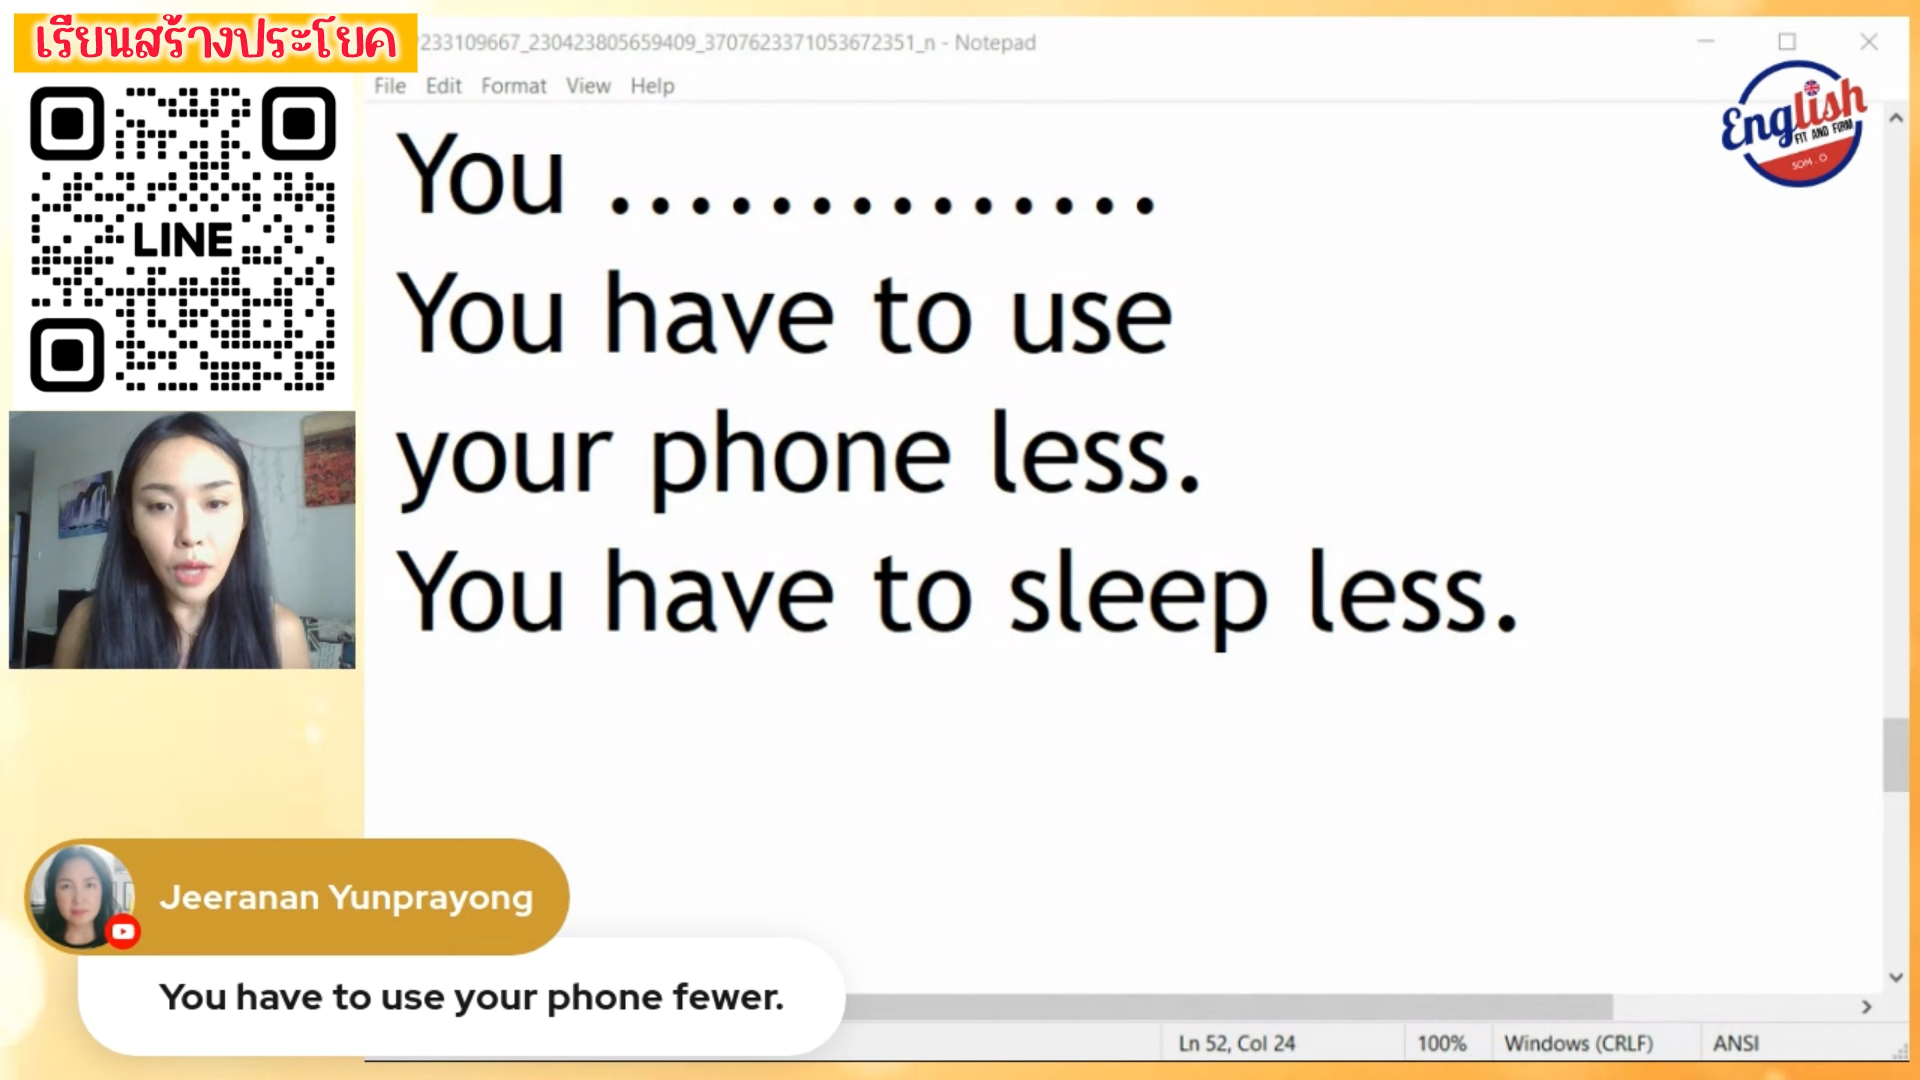 เรียนสร้างประโยค
233109667_230423805659409_3707623371053672351_n - Notepad
File Edit Format View Help
English
FIT AND FIRM
SOM . O
LINE
You ..............
You have to use
your phone less.
You have to sleep less.
Jeeranan Yunprayong
You have to use your phone fewer.
Ln 52, Col 24 100% Windows (CRLF) ANSI